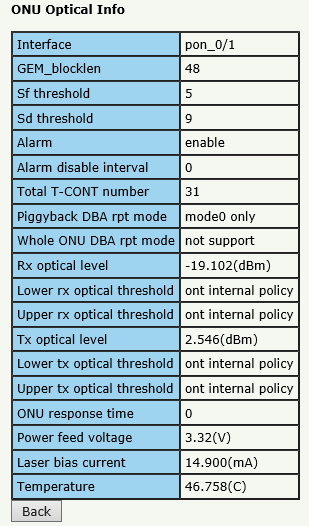 ONU Optical Info
Interface pon_0/1
GEM_blocklen 48
Sf threshold 5
Sd threshold 9
Alarm enable
Alarm disable interval 0
Total T-CONT number 31
Piggyback DBA rpt mode mode0 only
Whole ONU DBA rpt mode not support
Rx optical level -19.102(dBm)
Lower rx optical threshold ont internal policy
Upper rx optical threshold ont internal policy
Tx optical level 2.546(dBm)
Lower tx optical threshold ont internal policy
Upper tx optical threshold ont internal policy
ONU response time 0
Power feed voltage 3.32(V)
Laser bias current 14.900(mA)
Temperature 46.758(C)
Back